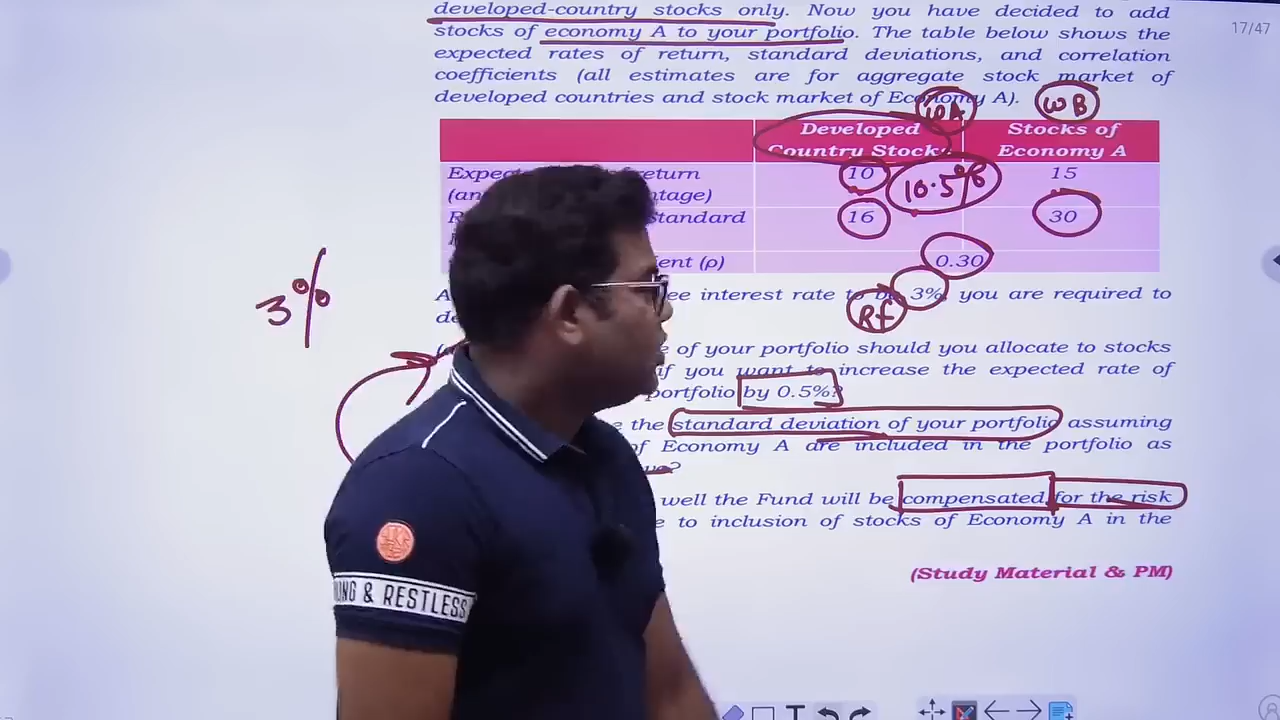 developed-country stocks only. Now you have decided to add
stocks of economy A to your portfolio. The table below shows the
expected rates of return, standard deviations, and correlation
coefficients (all estimates are for aggregate stock market of
developed countries and stock market of Economy A).
17/47
WA
WB
Developed Country Stocks
Stocks of Economy A
return
10
10.5%
15
Standard
16
30
(ρ)
0.30
3%
interest rate to be 3%, you are required to
Rf
of your portfolio should you allocate to stocks
if you want to increase the expected rate of
portfolio by 0.5%?
the standard deviation of your portfolio assuming
of Economy A are included in the portfolio as
well the Fund will be compensated for the risk
to inclusion of stocks of Economy A in the
(Study Material & PM)
& RESTLESS
T